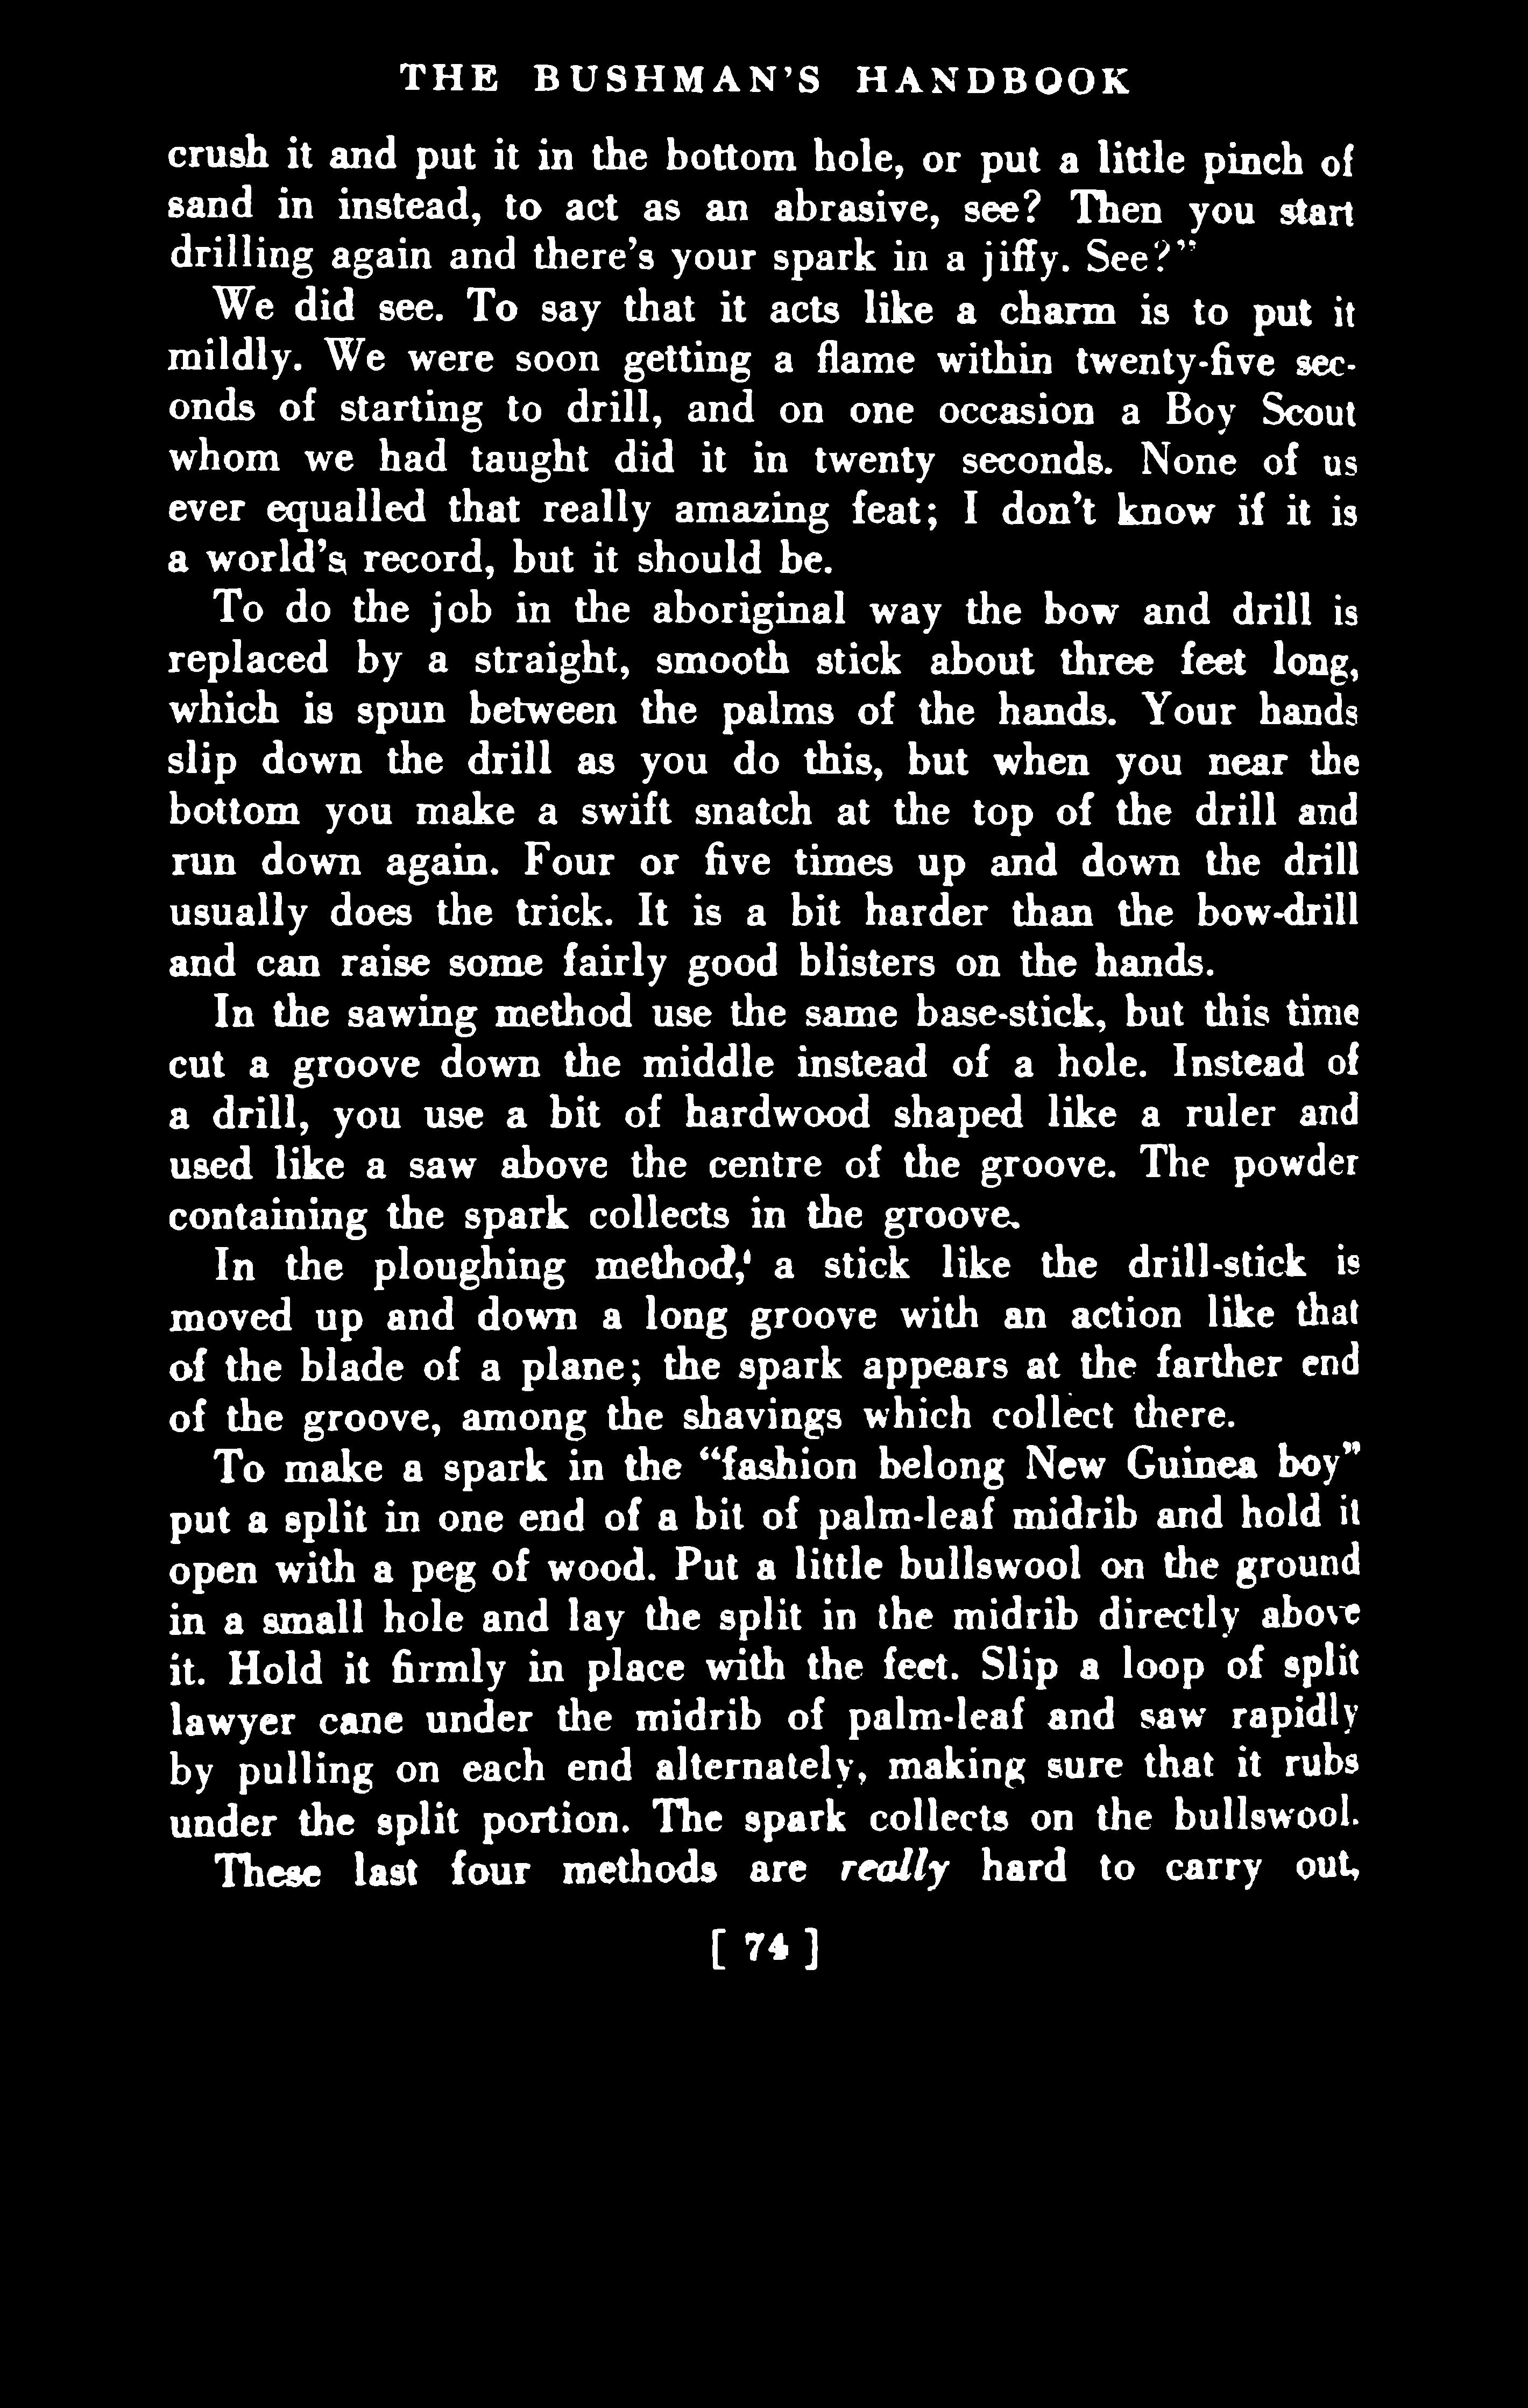 THE BUSHMAN'S HANDBOOK
crush it and put it in the bottom hole, or put a little pinch of
sand in instead, to act as an abrasive, see? Then you start
drilling again and there's your spark in a jiffy. See?"
We did see. To say that it acts like a charm is to put it
mildly. We were soon getting a flame within twenty-five sec-
onds of starting to drill, and on one occasion a Boy Scout
whom we had taught did it in twenty seconds. None of us
ever equalled that really amazing feat; I don't know if it is
a world's record, but it should be.
To do the job in the aboriginal way the bow and drill is
replaced by a straight, smooth stick about three feet long,
which is spun between the palms of the hands. Your hands
slip down the drill as you do this, but when you near the
bottom you make a swift snatch at the top of the drill and
run down again. Four or five times up and down the drill
usually does the trick. It is a bit harder than the bow-drill
and can raise some fairly good blisters on the hands.
In the sawing method use the same base-stick, but this time
cut a groove down the middle instead of a hole. Instead of
a drill, you use a bit of hardwood shaped like a ruler and
used like a saw above the centre of the groove. The powder
containing the spark collects in the groove.
In the ploughing method, a stick like the drill-stick is
moved up and down a long groove with an action like that
of the blade of a plane; the spark appears at the farther end
of the groove, among the shavings which collect there.
To make a spark in the "fashion belong New Guinea boy"
put a split in one end of a bit of palm-leaf midrib and hold it
open with a peg of wood. Put a little bullswool on the ground
in a small hole and lay the split in the midrib directly above
it. Hold it firmly in place with the feet. Slip a loop of split
lawyer cane under the midrib of palm-leaf and saw rapidly
by pulling on each end alternately, making sure that it rubs
under the split portion. The spark collects on the bullswool.
These last four methods are really hard to carry out,
[ 74 ]